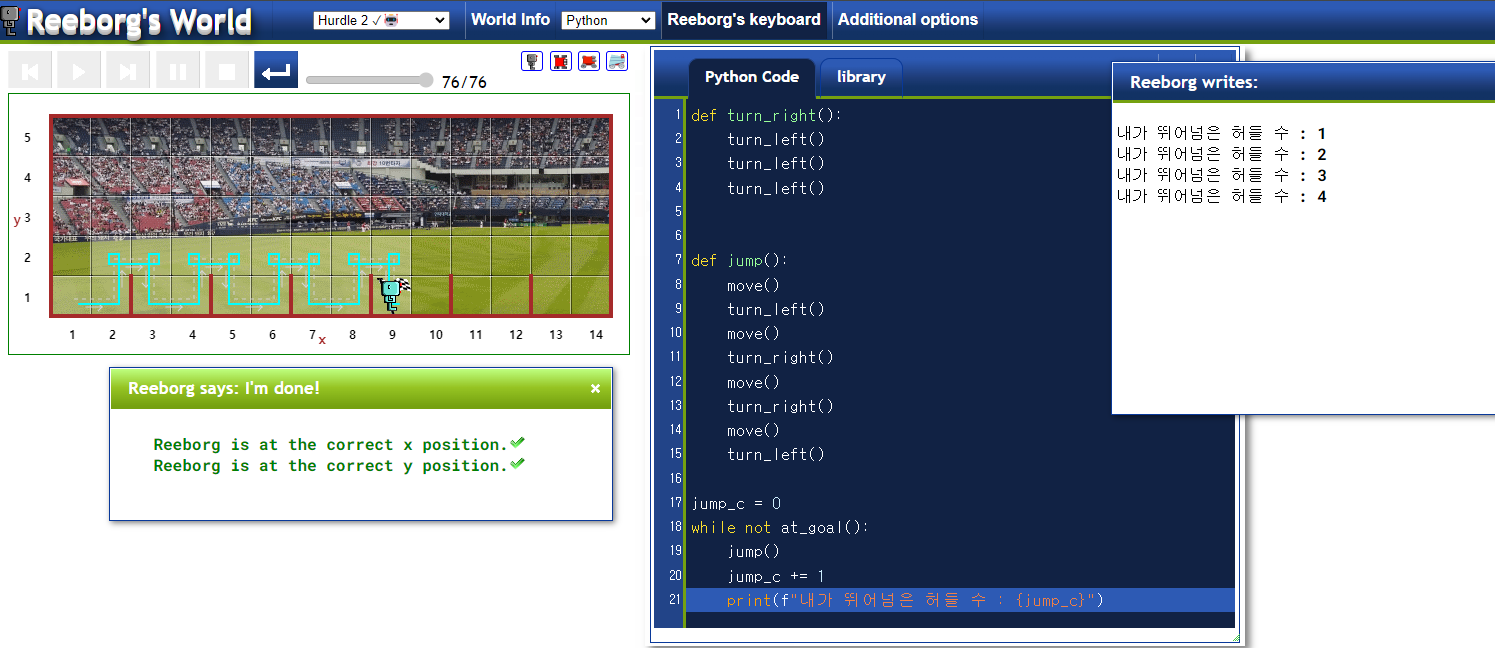 Reeborg's World
Hurdle 2 ✓
World Info
Python
Reeborg's keyboard
Additional options
76/76
5
4
y 3
2
1
1 2 3 4 5 6 7 x 8 9 10 11 12 13 14
Reeborg says: I'm done! ×
Reeborg is at the correct x position.
Reeborg is at the correct y position.
Python Code
library
1 def turn_right():
2 turn_left()
3 turn_left()
4 turn_left()
5
6
7 def jump():
8 move()
9 turn_left()
10 move()
11 turn_right()
12 move()
13 turn_right()
14 move()
15 turn_left()
16
17 jump_c = 0
18 while not at_goal():
19 jump()
20 jump_c += 1
21 print(f"내가 뛰어넘은 허들 수 : {jump_c}")
Reeborg writes:
내가 뛰어넘은 허들 수 : 1
내가 뛰어넘은 허들 수 : 2
내가 뛰어넘은 허들 수 : 3
내가 뛰어넘은 허들 수 : 4